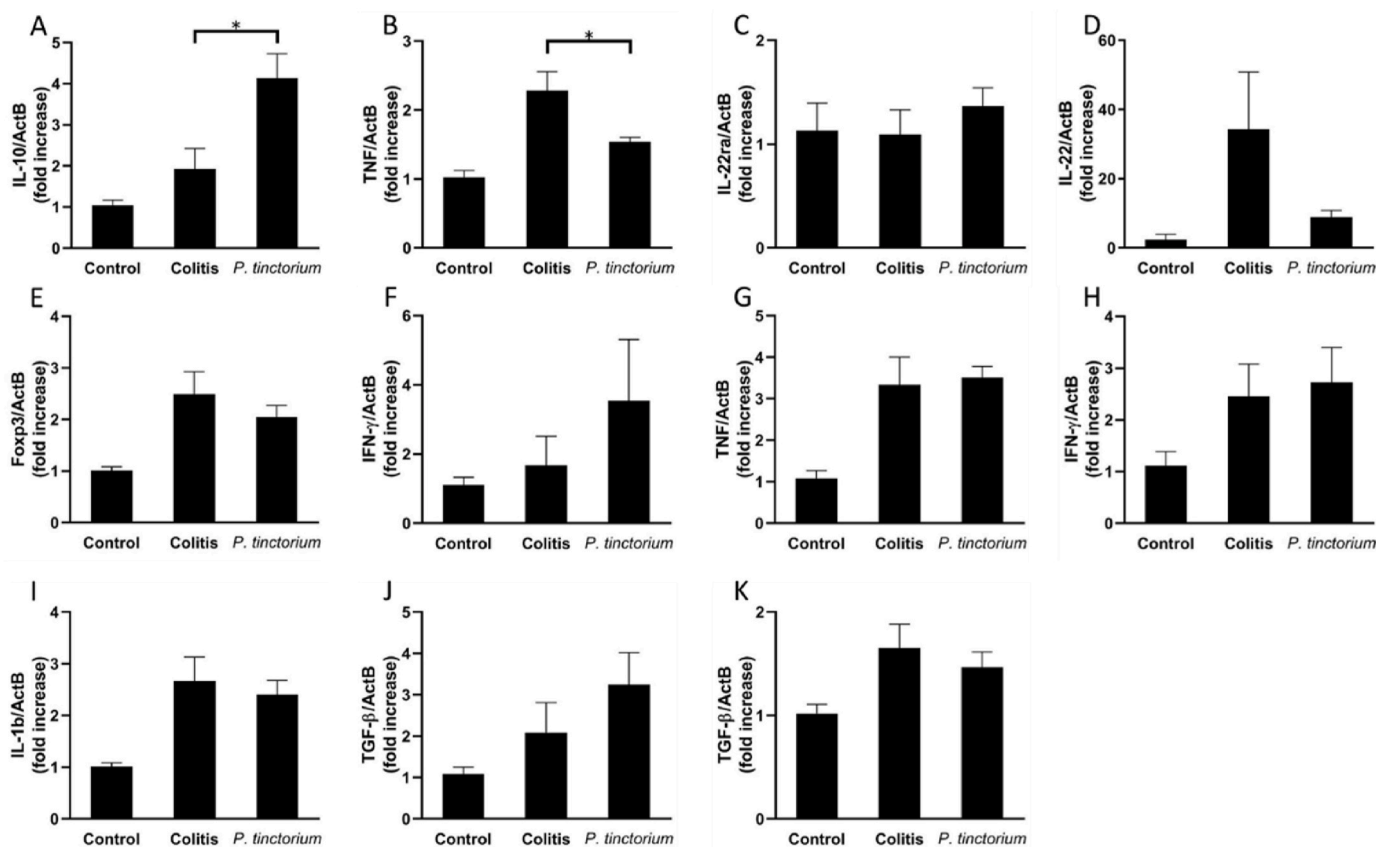 A
IL-10/ActB
(fold increase)
5
4
3
2
1
0
*
Control
Colitis
P. tinctorium
B
TNF/ActB
(fold increase)
3
2
1
0
*
Control
Colitis
P. tinctorium
C
IL-22ra/ActB
(fold increase)
2
1
0
Control
Colitis
P. tinctorium
D
IL-22/ActB
(fold increase)
60
40
20
0
Control
Colitis
P. tinctorium
E
Foxp3/ActB
(fold increase)
4
3
2
1
0
Control
Colitis
P. tinctorium
F
IFN-γ/ActB
(fold increase)
6
4
2
0
Control
Colitis
P. tinctorium
G
TNF/ActB
(fold increase)
5
4
3
2
1
0
Control
Colitis
P. tinctorium
H
IFN-γ/ActB
(fold increase)
4
3
2
1
0
Control
Colitis
P. tinctorium
I
IL-1b/ActB
(fold increase)
4
3
2
1
0
Control
Colitis
P. tinctorium
J
TGF-β/ActB
(fold increase)
5
4
3
2
1
0
Control
Colitis
P. tinctorium
K
TGF-β/ActB
(fold increase)
2
1
0
Control
Colitis
P. tinctorium